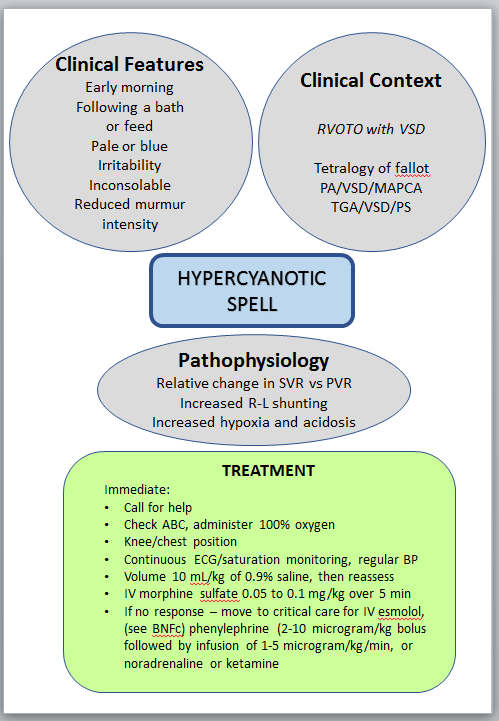 Clinical Features
Early morning
Following a bath
or feed
Pale or blue
Irritability
Inconsolable
Reduced murmur
intensity
Clinical Context
RVOTO with VSD
Tetralogy of fallot
PA/VSD/MAPCA
TGA/VSD/PS
HYPERCYANOTIC
SPELL
Pathophysiology
Relative change in SVR vs PVR
Increased R-L shunting
Increased hypoxia and acidosis
TREATMENT
Immediate:
• Call for help
• Check ABC, administer 100% oxygen
• Knee/chest position
• Continuous ECG/saturation monitoring, regular BP
• Volume 10 mL/kg of 0.9% saline, then reassess
• IV morphine sulfate 0.05 to 0.1 mg/kg over 5 min
• If no response – move to critical care for IV esmolol,
(see BNFc) phenylephrine (2-10 microgram/kg bolus
followed by infusion of 1-5 microgram/kg/min, or
noradrenaline or ketamine